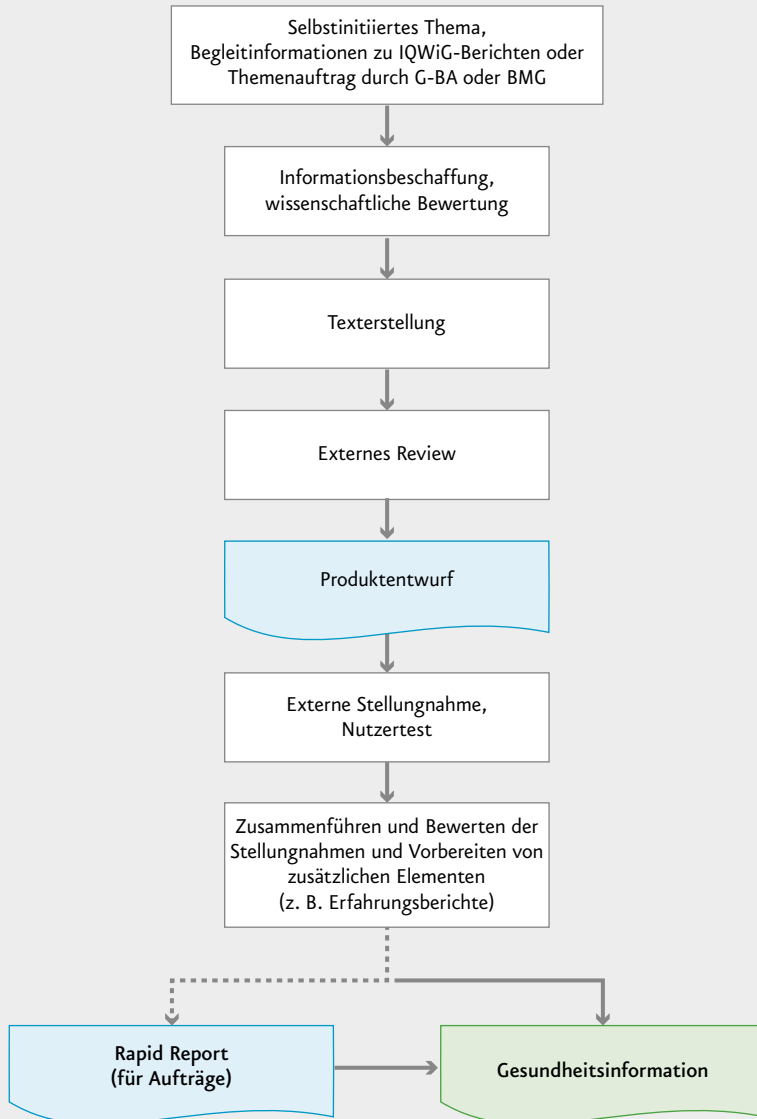 Selbstinitiiertes Thema,
Begleitinformationen zu IQWiG-Berichten oder
Themenauftrag durch G-BA oder BMG
Informationsbeschaffung,
wissenschaftliche Bewertung
Texterstellung
Externes Review
Produktentwurf
Externe Stellungnahme,
Nutzertest
Zusammenführen und Bewerten der
Stellungnahmen und Vorbereiten von
zusätzlichen Elementen
(z. B. Erfahrungsberichte)
Rapid Report
(für Aufträge)
Gesundheitsinformation